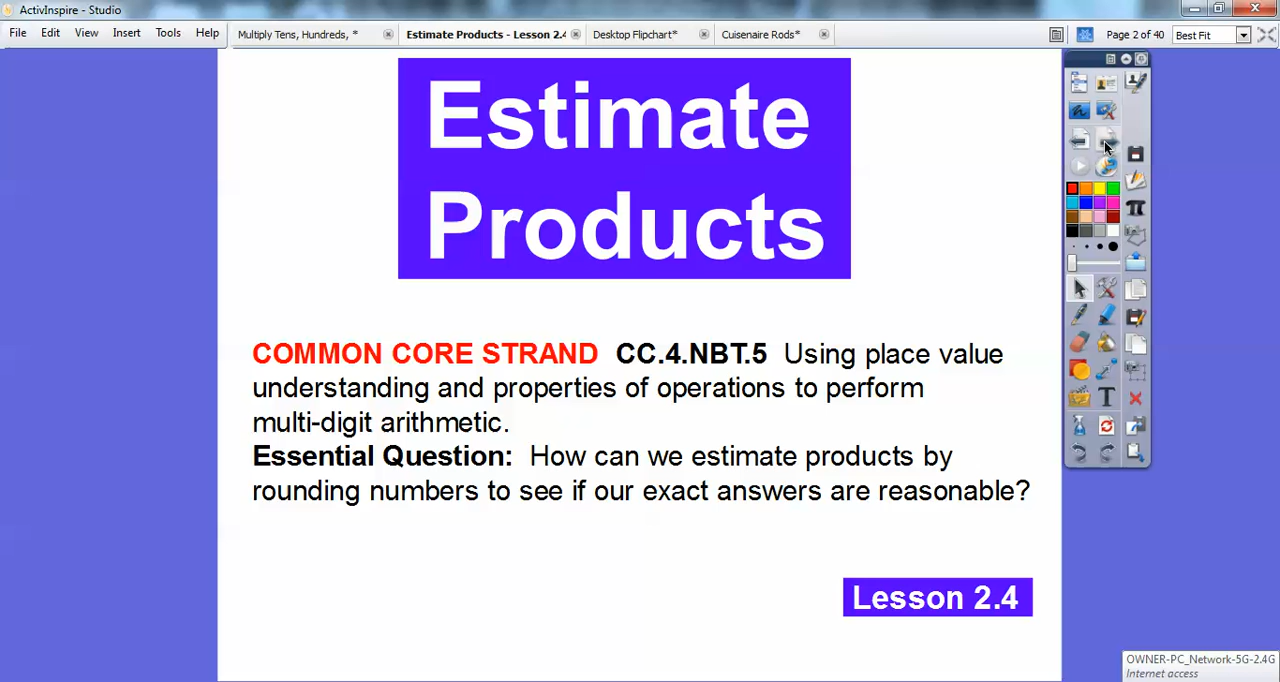 ActivInspire - Studio
File Edit View Insert Tools Help
Multiply Tens, Hundreds, * Estimate Products - Lesson 2.4 Desktop Flipchart* Cuisenaire Rods* Page 2 of 40 Best Fit
Estimate
Products
COMMON CORE STRAND CC.4.NBT.5 Using place value
understanding and properties of operations to perform
multi-digit arithmetic.
Essential Question: How can we estimate products by
rounding numbers to see if our exact answers are reasonable?
Lesson 2.4
OWNER-PC_Network-5G-2.4G
Internet access